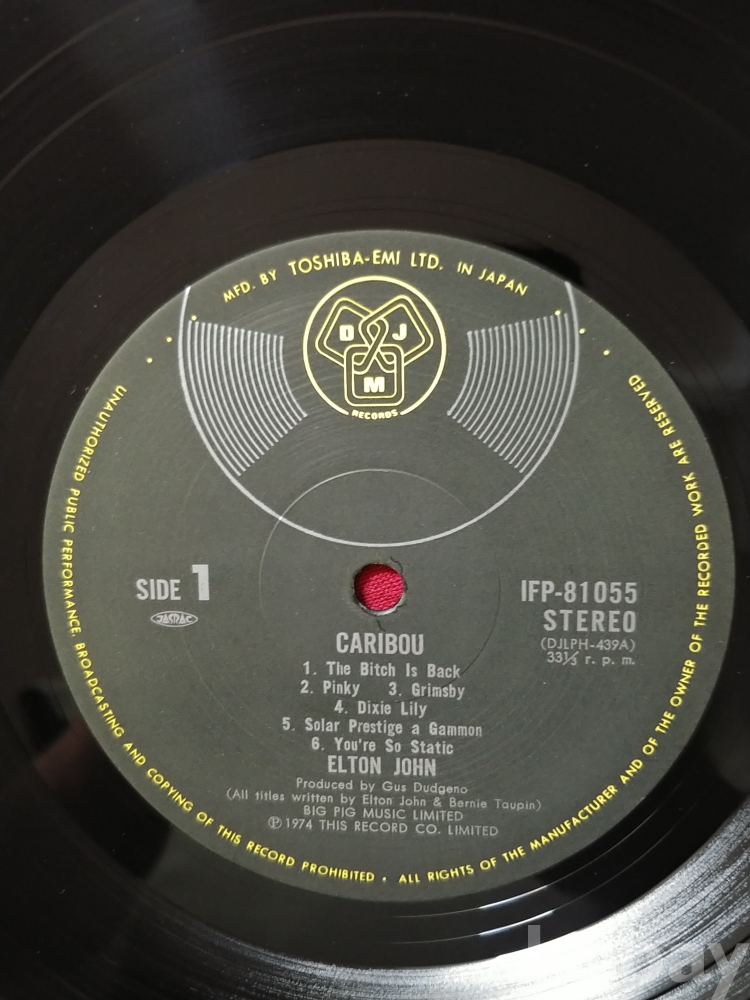 MFD. BY TOSHIBA-EMI LTD. IN JAPAN
D J
M
RECORDS
SIDE 1
JASRAC
IFP-81055
STEREO
(DJLPH-439A)
33⅓ r. p. m.
CARIBOU
1. The Bitch Is Back
2. Pinky 3. Grimsby
4. Dixie Lily
5. Solar Prestige a Gammon
6. You're So Static
ELTON JOHN
Produced by Gus Dudgeno
(All titles written by Elton John & Bernie Taupin)
BIG PIG MUSIC LIMITED
℗ 1974 THIS RECORD CO. LIMITED
UNAUTHORIZED PUBLIC PERFORMANCE, BROADCASTING AND COPYING OF THIS RECORD PROHIBITED • ALL RIGHTS OF THE MANUFACTURER AND OF THE OWNER OF THE RECORDED WORK ARE RESERVED